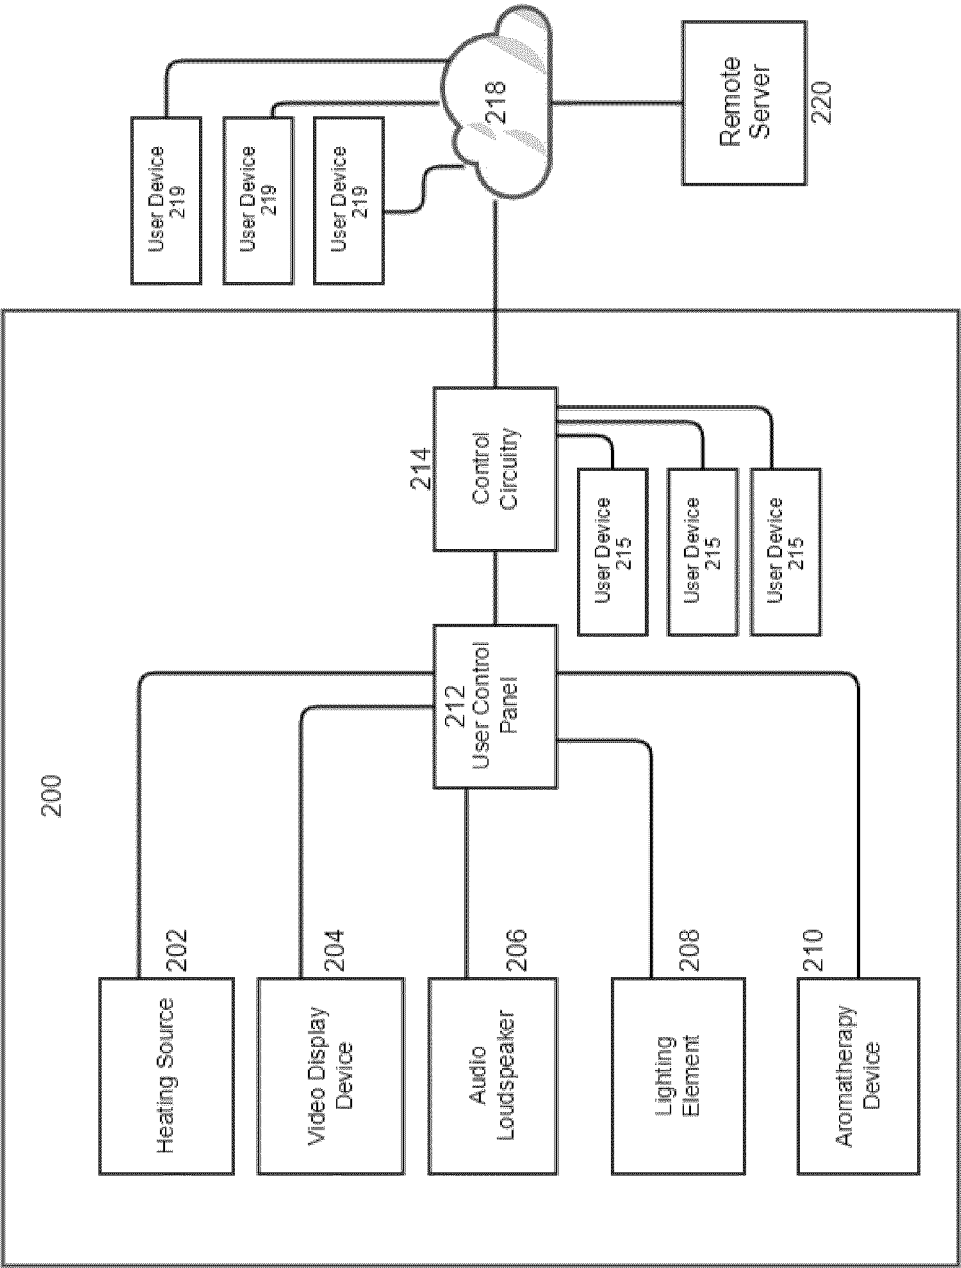 200
Heating Source
202
Video Display
Device
204
Audio
Loudspeaker
206
Lighting
Element
208
Aromatherapy
Device
210
212
User Control
Panel
214
Control
Circuitry
User Device
215
User Device
215
User Device
215
User Device
219
User Device
219
User Device
219
218
Remote
Server
220